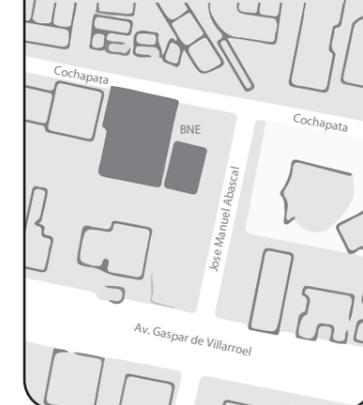 Cochapata
BNE
Cochapata
Jose Manuel Abascal
Av. Gaspar de Villarroel